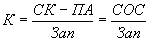 К = (СК − ПА) / Зап = СОС / Зап